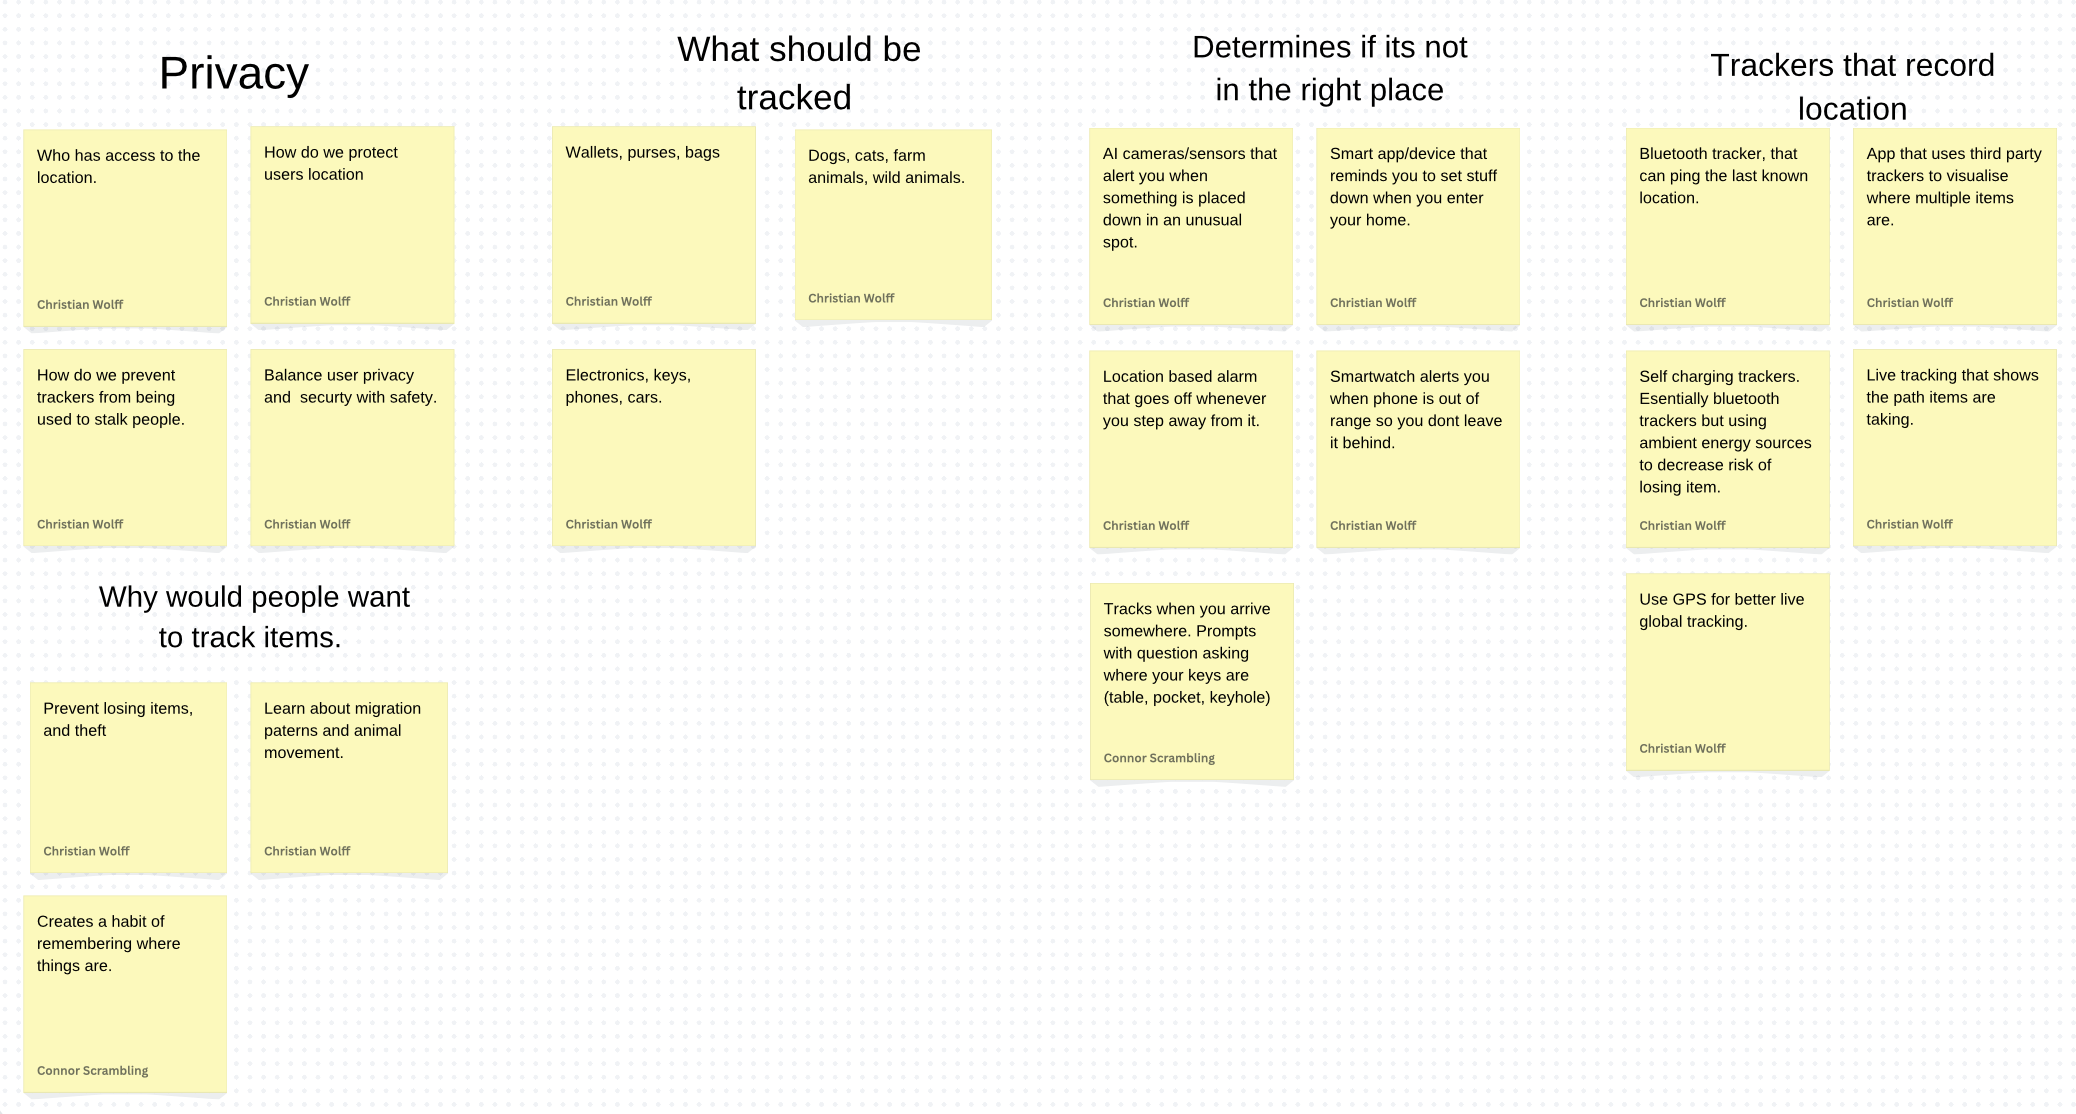 Privacy
Who has access to the
location.
Christian Wolff
How do we protect
users location
Christian Wolff
How do we prevent
trackers from being
used to stalk people.
Christian Wolff
Balance user privacy
and  securty with safety.
Christian Wolff
Why would people want
to track items.
Prevent losing items,
and theft
Christian Wolff
Learn about migration
paterns and animal
movement.
Christian Wolff
Creates a habit of
remembering where
things are.
Connor Scrambling
What should be
tracked
Wallets, purses, bags
Christian Wolff
Dogs, cats, farm
animals, wild animals.
Christian Wolff
Electronics, keys,
phones, cars.
Christian Wolff
Determines if its not
in the right place
AI cameras/sensors that
alert you when
something is placed
down in an unusual
spot.
Christian Wolff
Smart app/device that
reminds you to set stuff
down when you enter
your home.
Christian Wolff
Location based alarm
that goes off whenever
you step away from it.
Christian Wolff
Smartwatch alerts you
when phone is out of
range so you dont leave
it behind.
Christian Wolff
Tracks when you arrive
somewhere. Prompts
with question asking
where your keys are
(table, pocket, keyhole)
Connor Scrambling
Trackers that record
location
Bluetooth tracker, that
can ping the last known
location.
Christian Wolff
App that uses third party
trackers to visualise
where multiple items
are.
Christian Wolff
Self charging trackers.
Esentially bluetooth
trackers but using
ambient energy sources
to decrease risk of
losing item.
Christian Wolff
Live tracking that shows
the path items are
taking.
Christian Wolff
Use GPS for better live
global tracking.
Christian Wolff